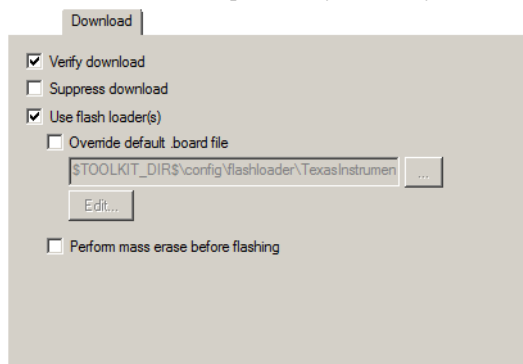 Download
Verify download
Suppress download
Use flash loader(s)
Override default .board file
$TOOLKIT_DIR$\config\flashloader\TexasInstrumen ...
Edit...
Perform mass erase before flashing